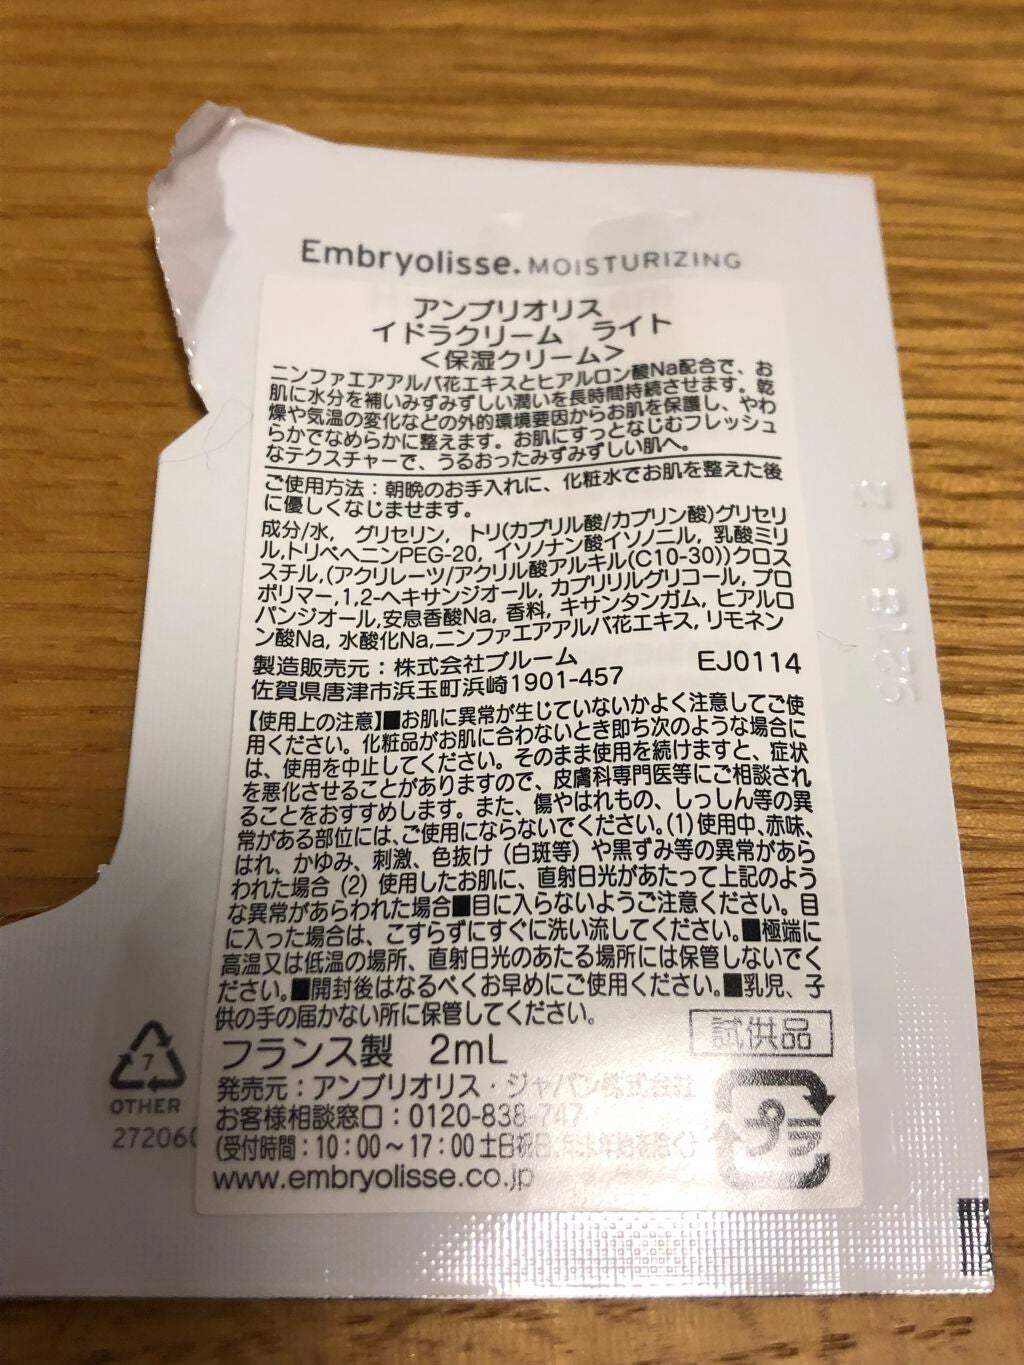 Embryolisse. MOISTURIZING
アンブリオリス
イドラクリーム　ライト
＜保湿クリーム＞
ニンファエアアルバ花エキスとヒアルロン酸Na配合で、お
肌に水分を補いみずみずしい潤いを長時間持続させます。乾
燥や気温の変化などの外的環境要因からお肌を保護し、やわ
らかでなめらかに整えます。お肌にすっとなじむフレッシュ
なテクスチャーで、うるおったみずみずしい肌へ。
ご使用方法：朝晩のお手入れに、化粧水でお肌を整えた後
に優しくなじませます。
成分/水, グリセリン, トリ(カプリル酸/カプリン酸)グリセリ
ル,トリベヘニンPEG-20, イソノナン酸イソノニル, 乳酸ミリ
スチル,(アクリレーツ/アクリル酸アルキル(C10-30))クロス
ポリマー,1,2-ヘキサンジオール, カプリリルグリコール, プロ
パンジオール,安息香酸Na, 香料, キサンタンガム, ヒアルロ
ン酸Na, 水酸化Na,ニンファエアアルバ花エキス, リモネン
製造販売元：株式会社ブルーム EJ0114
佐賀県唐津市浜玉町浜崎1901-457
【使用上の注意】■お肌に異常が生じていないかよく注意してご使
用ください。化粧品がお肌に合わないとき即ち次のような場合に
は、使用を中止してください。そのまま使用を続けますと、症状
を悪化させることがありますので、皮膚科専門医等にご相談され
ることをおすすめします。また、傷やはれもの、しっしん等の異
常がある部位には、ご使用にならないでください。(1)使用中、赤味、
はれ、かゆみ、刺激、色抜け（白斑等）や黒ずみ等の異常があら
われた場合（2）使用したお肌に、直射日光があたって上記のよう
な異常があらわれた場合■目に入らないようご注意ください。目
に入った場合は、こすらずにすぐに洗い流してください。■極端に
高温又は低温の場所、直射日光のあたる場所には保管しないでく
ださい。■開封後はなるべくお早めにご使用ください。■乳児、子
供の手の届かない所に保管してください。
試供品
フランス製　2mL
発売元：アンブリオリス・ジャパン株式会社
お客様相談窓口：0120-838-747
(受付時間：10：00～17：00 土日祝日、年末年始を除く)
www.embryolisse.co.jp
プラ
7
OTHER
27206